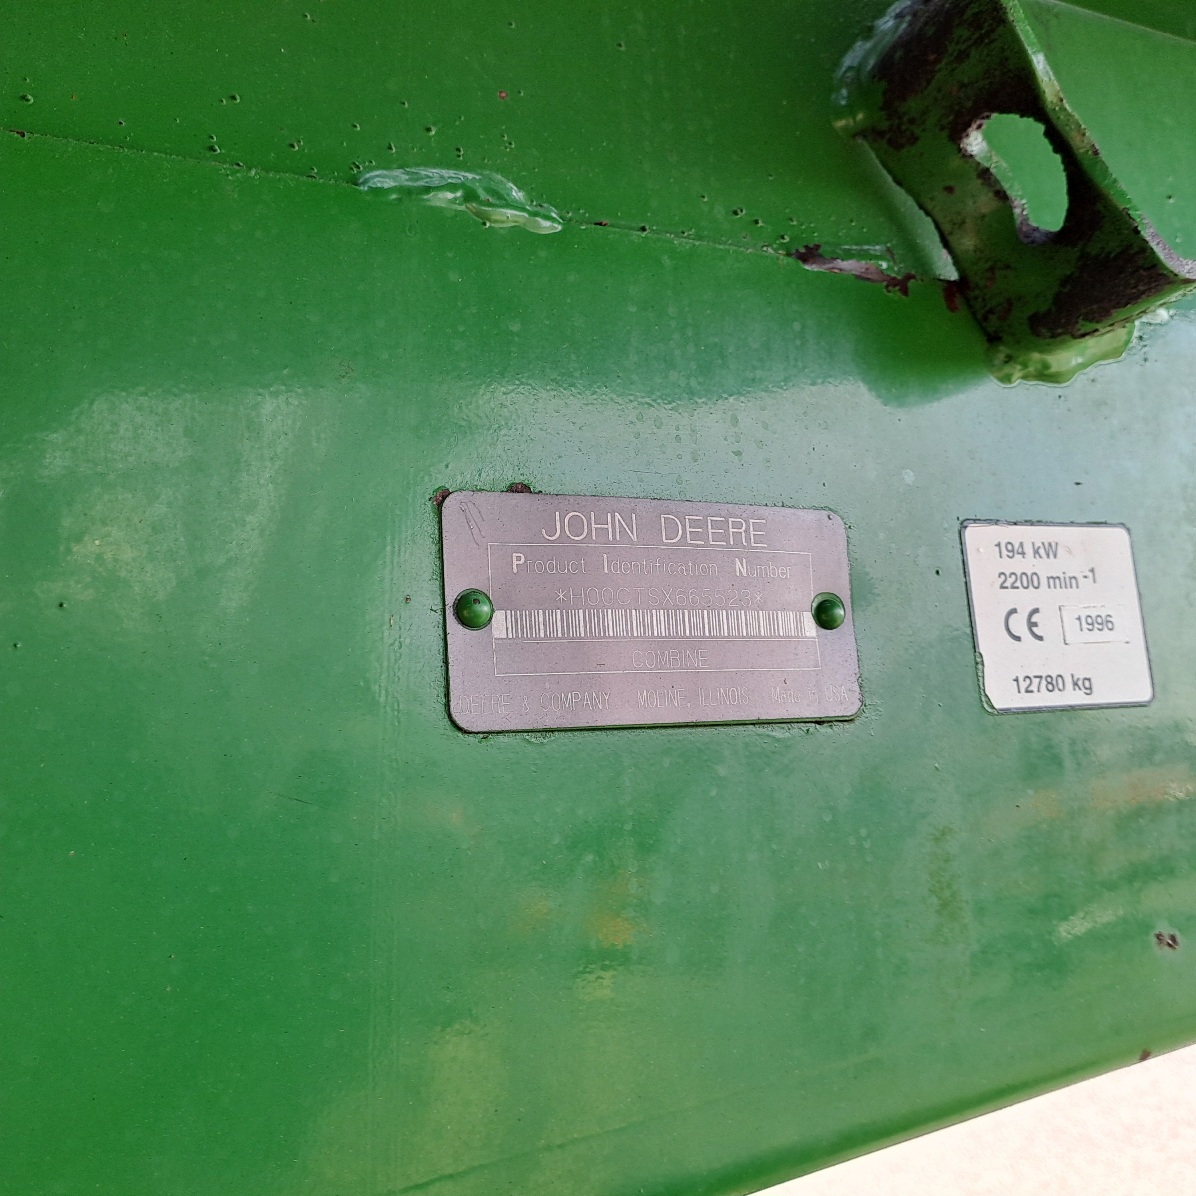 JOHN DEERE
Product Identification Number
*H00CTSX665523*
COMBINE
DEERE & COMPANY MOLINE, ILLINOIS Made in USA
194 kW
2200 min-1
CE 1996
12780 kg